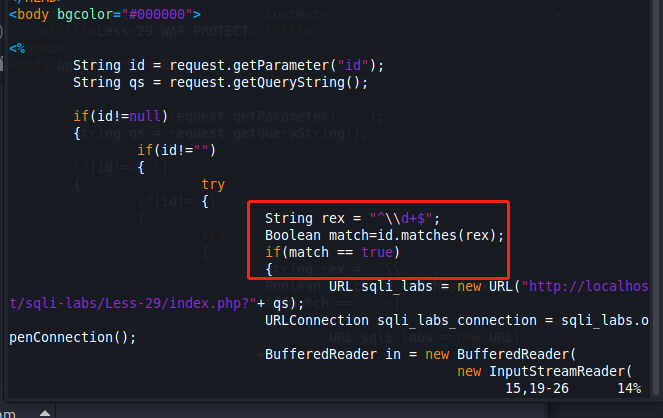 <body bgcolor="#000000">
<%
String id = request.getParameter("id");
String qs = request.getQueryString();
if(id!=null)
{
if(id!="")
{
try
{
String rex = "^\\d+$";
Boolean match=id.matches(rex);
if(match == true)
{
URL sqli_labs = new URL("http://localhos
t/sqli-labs/Less-29/index.php?"+ qs);
URLConnection sqli_labs_connection = sqli_labs.o
penConnection();
BufferedReader in = new BufferedReader(
new InputStreamReader(
15,19-26 14%